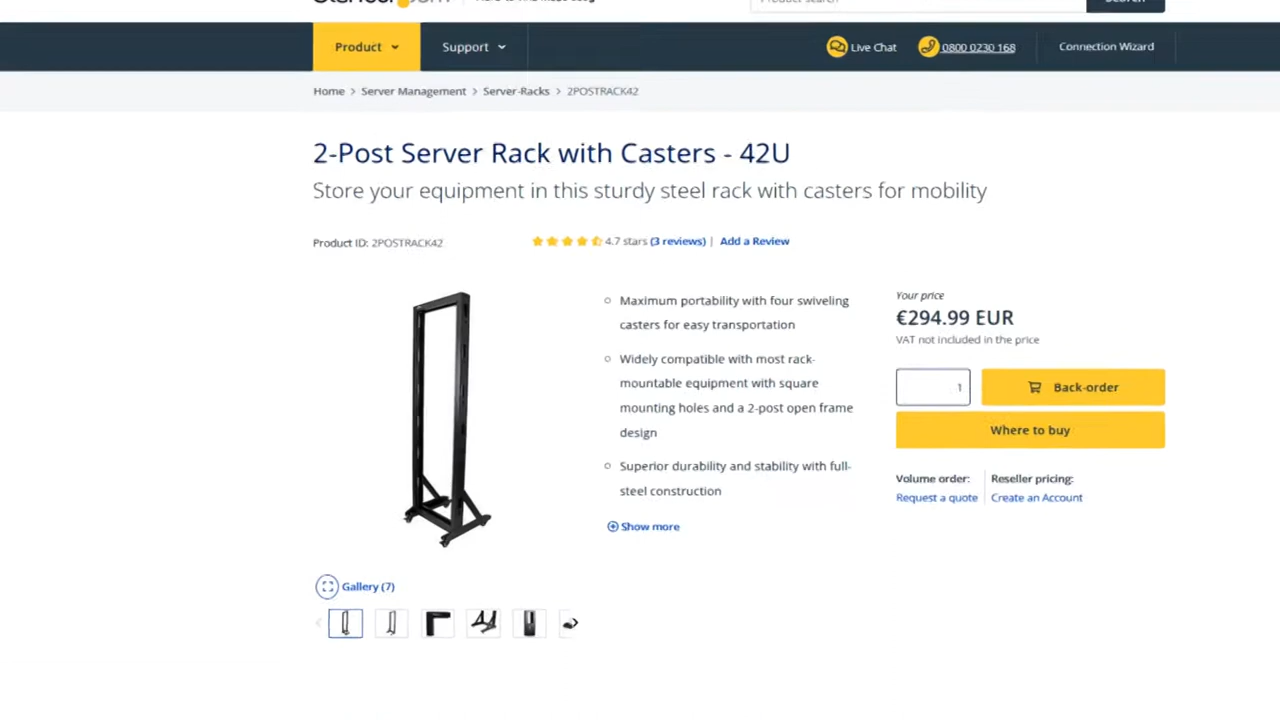 Product
Support
Live Chat
0800 0230 168
Connection Wizard
Home > Server Management > Server-Racks > 2POSTRACK42
2-Post Server Rack with Casters - 42U
Store your equipment in this sturdy steel rack with casters for mobility
Product ID: 2POSTRACK42
4.7 stars (3 reviews) | Add a Review
Maximum portability with four swiveling
casters for easy transportation
Widely compatible with most rack-
mountable equipment with square
mounting holes and a 2-post open frame
design
Superior durability and stability with full-
steel construction
Show more
Your price
€294.99 EUR
VAT not included in the price
1
Back-order
Where to buy
Volume order:
Request a quote
Reseller pricing:
Create an Account
Gallery (7)